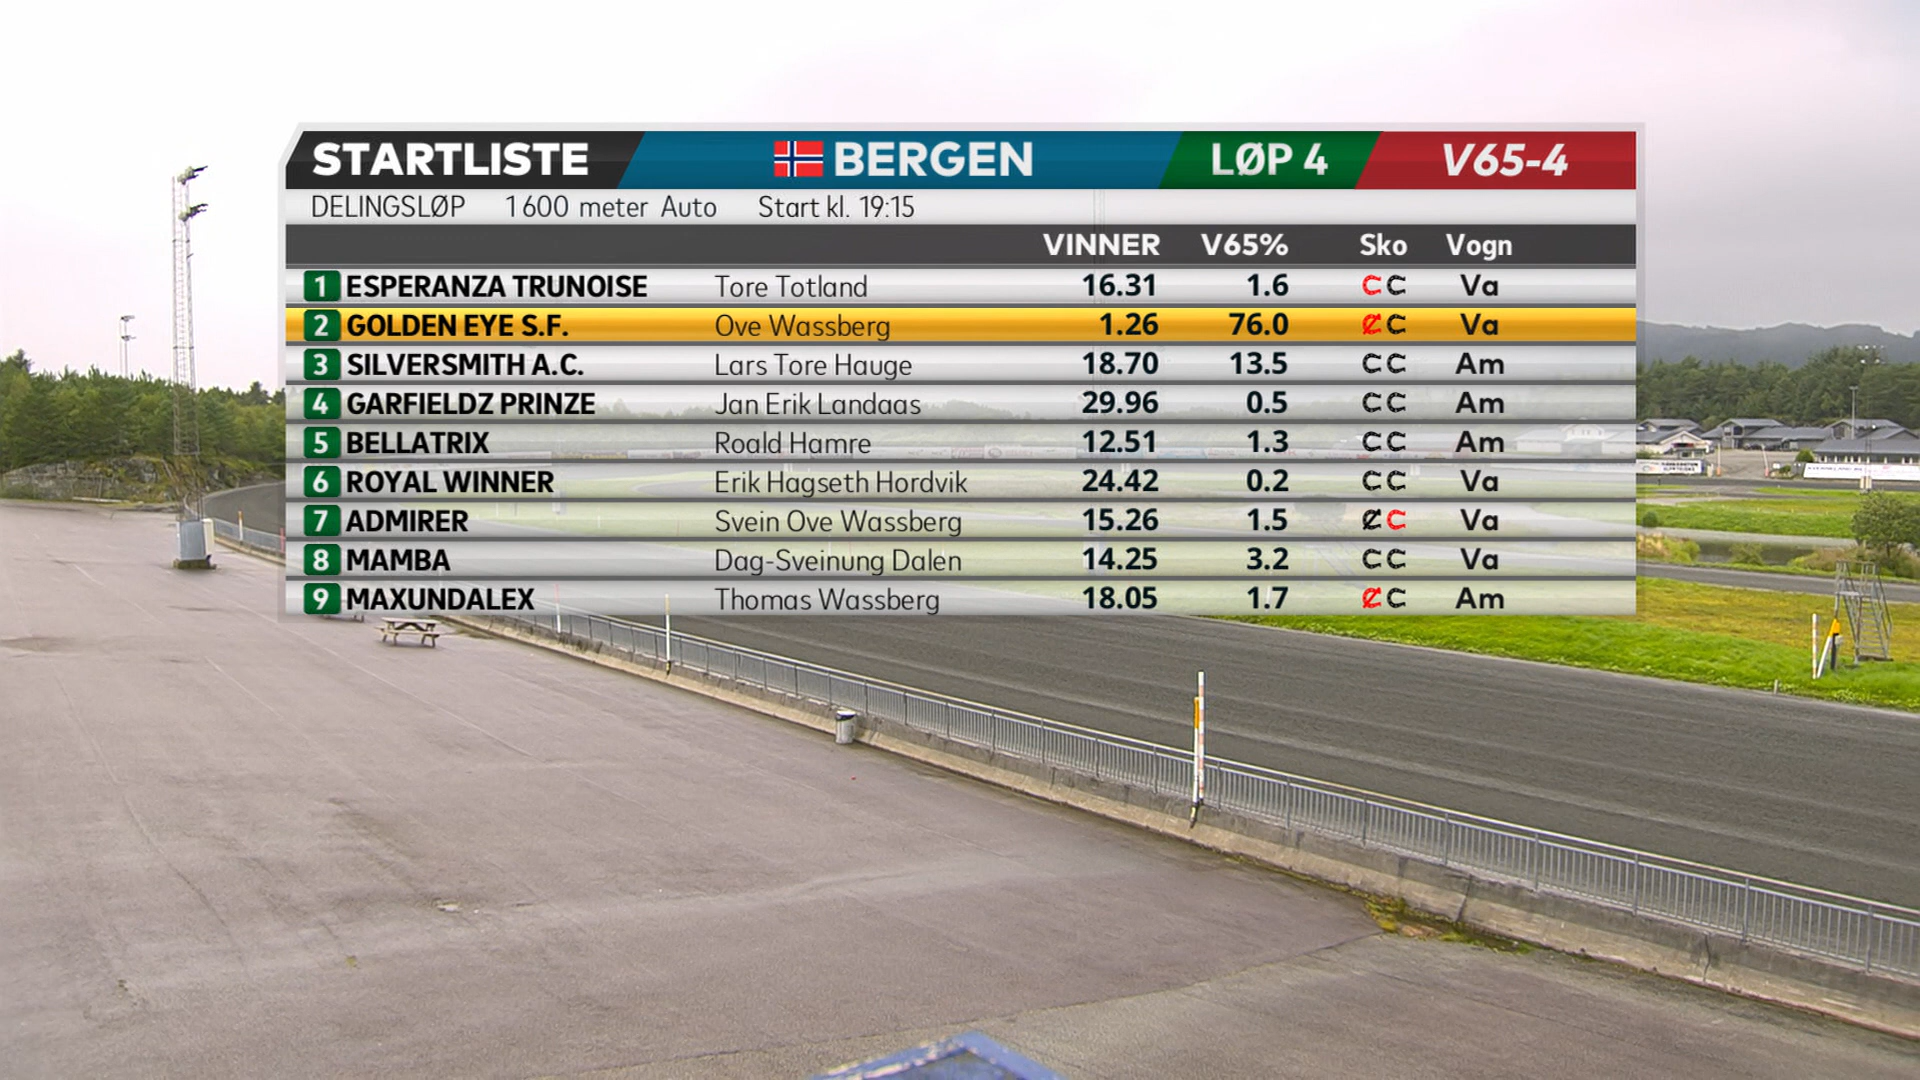 STARTLISTE BERGEN LØP 4 V65-4
DELINGSLØP 1600 meter Auto Start kl. 19:15
VINNER V65% Sko Vogn
1 ESPERANZA TRUNOISE Tore Totland 16.31 1.6 Va
2 GOLDEN EYE S.F. Ove Wassberg 1.26 76.0 Va
3 SILVERSMITH A.C. Lars Tore Hauge 18.70 13.5 Am
4 GARFIELDZ PRINZE Jan Erik Landaas 29.96 0.5 Am
5 BELLATRIX Roald Hamre 12.51 1.3 Am
6 ROYAL WINNER Erik Hagseth Hordvik 24.42 0.2 Va
7 ADMIRER Svein Ove Wassberg 15.26 1.5 Va
8 MAMBA Dag-Sveinung Dalen 14.25 3.2 Va
9 MAXUNDALEX Thomas Wassberg 18.05 1.7 Am